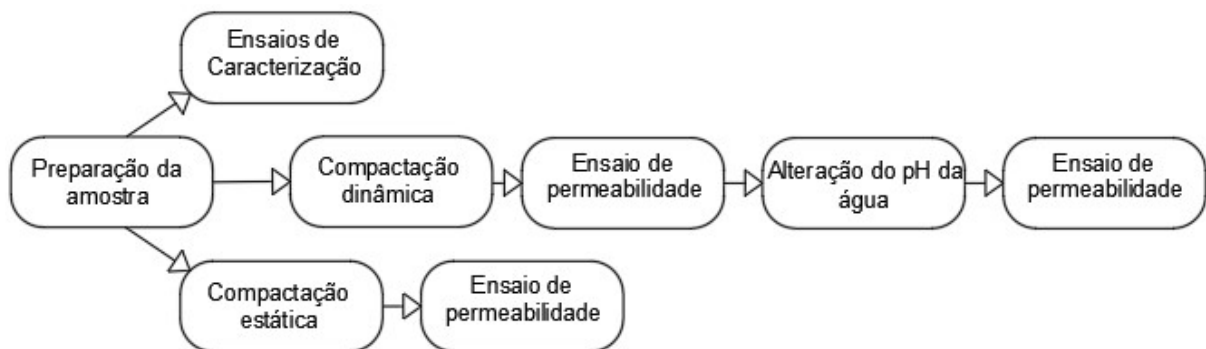 Ensaios de
Caracterização
Preparação da
amostra
Compactação
dinâmica
Ensaio de
permeabilidade
Alteração do pH da
água
Ensaio de
permeabilidade
Compactação
estática
Ensaio de
permeabilidade